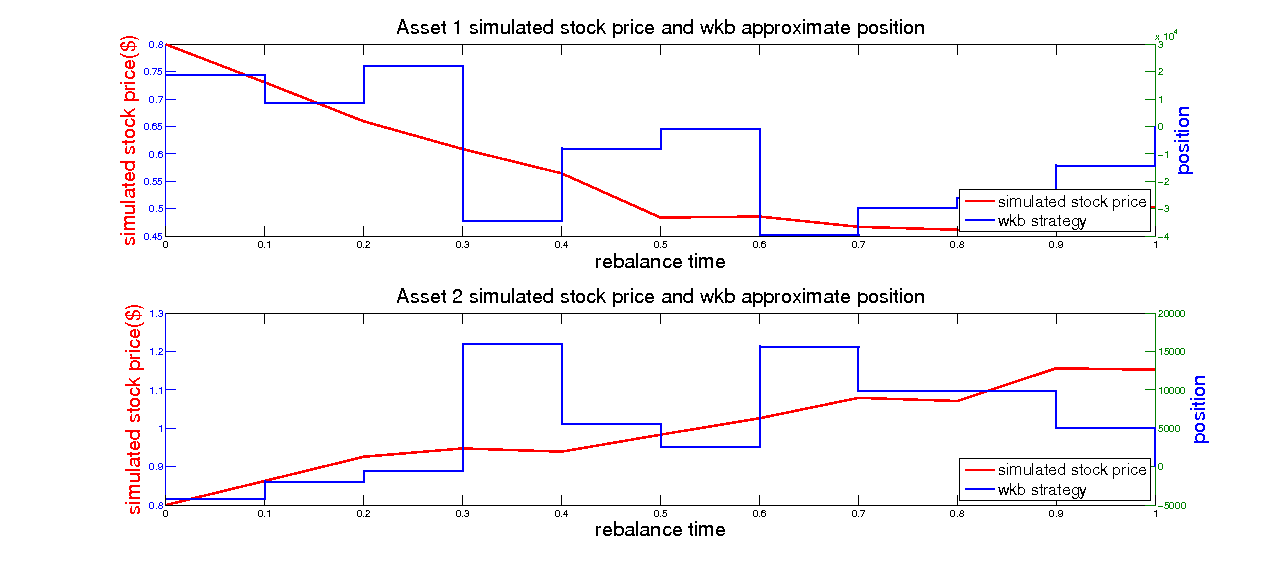 Asset 1 simulated stock price and wkb approximate position
x 10^4
simulated stock price($)
0.8
0.75
0.7
0.65
0.6
0.55
0.5
0.45
3
2
1
0
−1
−2
−3
−4
position
simulated stock price
wkb strategy
0 0.1 0.2 0.3 0.4 0.5 0.6 0.7 0.8 0.9 1
rebalance time
Asset 2 simulated stock price and wkb approximate position
simulated stock price($)
1.3
1.2
1.1
1
0.9
0.8
20000
15000
10000
5000
0
−5000
position
simulated stock price
wkb strategy
0 0.1 0.2 0.3 0.4 0.5 0.6 0.7 0.8 0.9 1
rebalance time